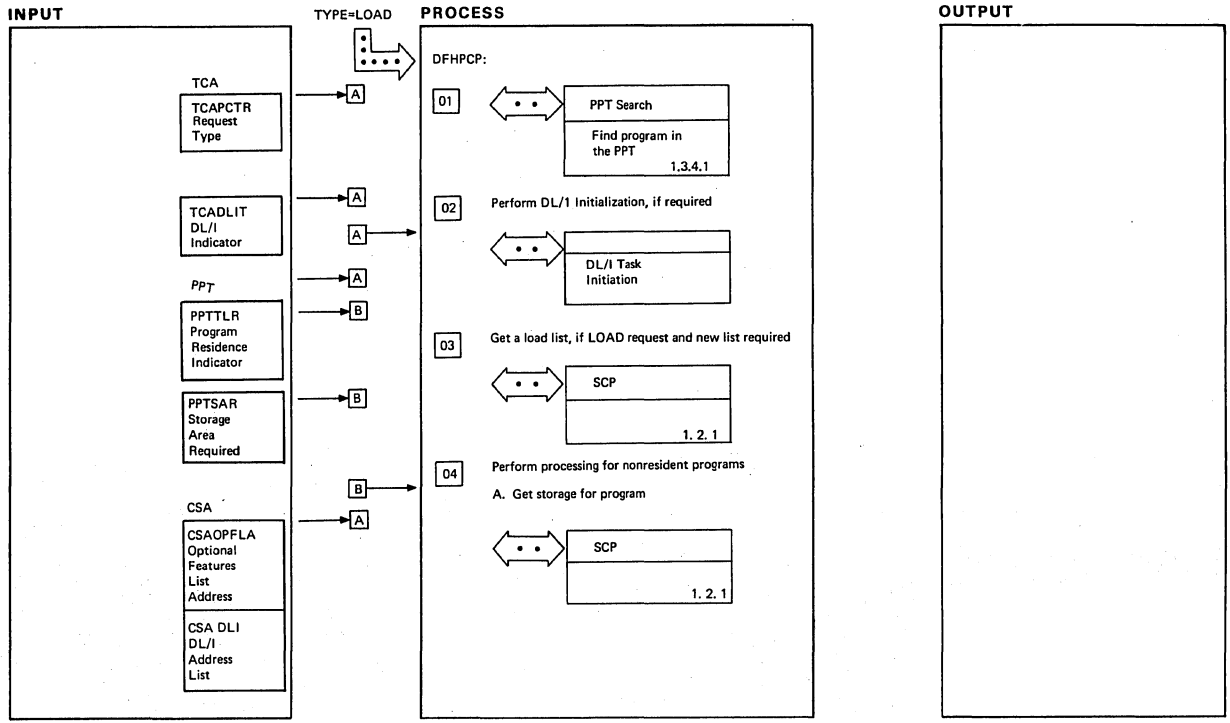 INPUT
TYPE=LOAD
PROCESS
OUTPUT
DFHPCP:
TCA
A
TCAPCTR
Request
Type
01
PPT Search
Find program in
the PPT
1.3.4.1
A
TCADLIT
DL/I
Indicator
A
02
Perform DL/1 Initialization, if required
DL/I Task
Initiation
PPT
A
B
PPTTLR
Program
Residence
Indicator
03
Get a load list, if LOAD request and new list required
SCP
1. 2. 1
PPTSAR
Storage
Area
Required
B
04
Perform processing for nonresident programs
B
A. Get storage for program
CSA
A
CSAOPFLA
Optional
Features
List
Address
SCP
1. 2. 1
CSA DLI
DL/I
Address
List